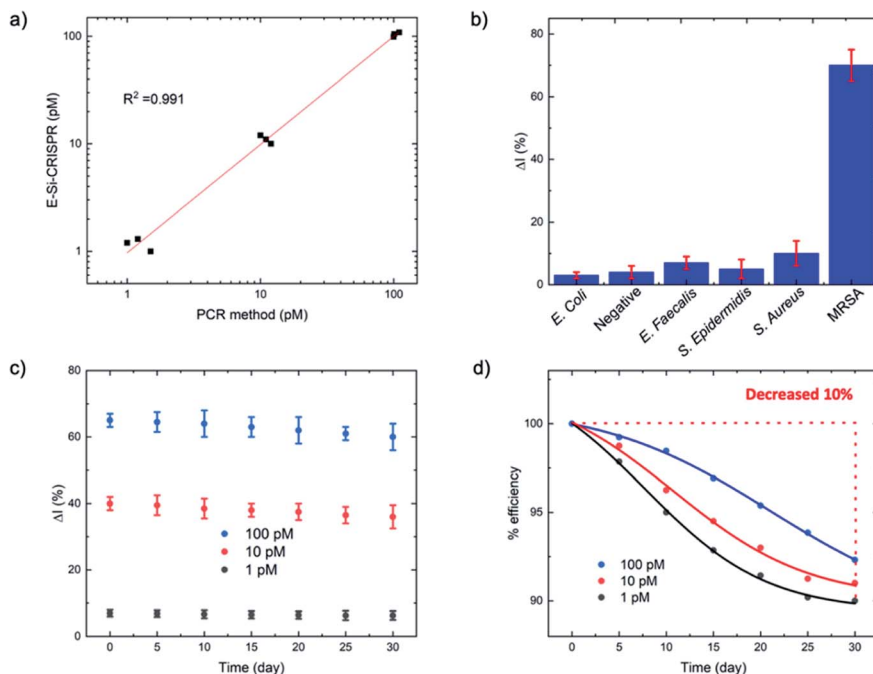 a)
E-Si-CRISPR (pM)
100
10
1
R² =0.991
1 10 100
PCR method (pM)
b)
ΔI (%)
80
60
40
20
0
E. Coli
Negative
E. Faecalis
S. Epidermidis
S. Aureus
MRSA
c)
ΔI (%)
80
60
40
20
0
100 pM
10 pM
1 pM
0 5 10 15 20 25 30
Time (day)
d)
Decreased 10%
% efficiency
100
95
90
100 pM
10 pM
1 pM
0 5 10 15 20 25 30
Time (day)